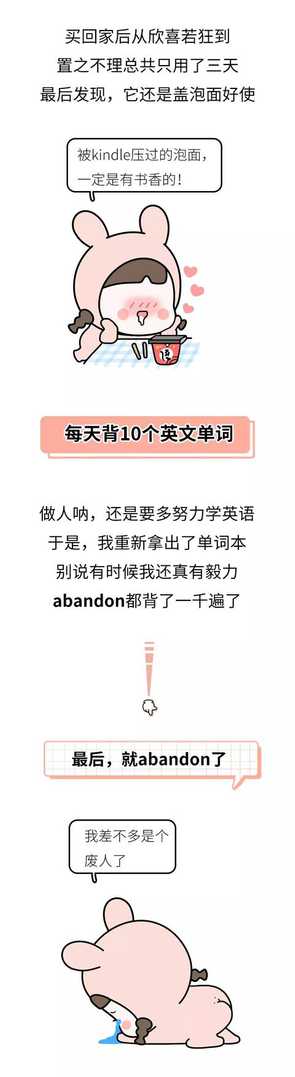 买回家后从欣喜若狂到
置之不理总共只用了三天
最后发现，它还是盖泡面好使
被kindle压过的泡面，
一定是有书香的！
每天背10个英文单词
做人呐，还是要多努力学英语
于是，我重新拿出了单词本
别说有时候我还真有毅力
abandon都背了一千遍了
最后，就abandon了
我差不多是个
废人了